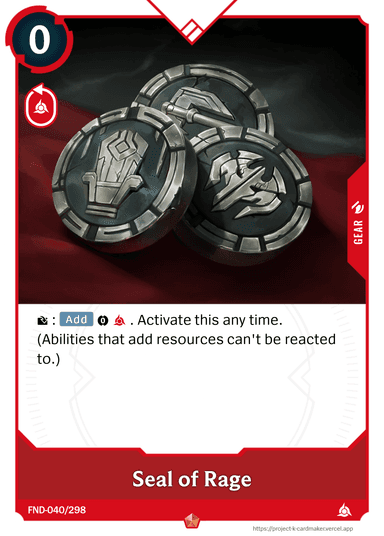 0
GEAR
: Add 0 . Activate this any time.
(Abilities that add resources can't be reacted
to.)
Seal of Rage
FND-040/298
https://project-k-cardmaker.vercel.app